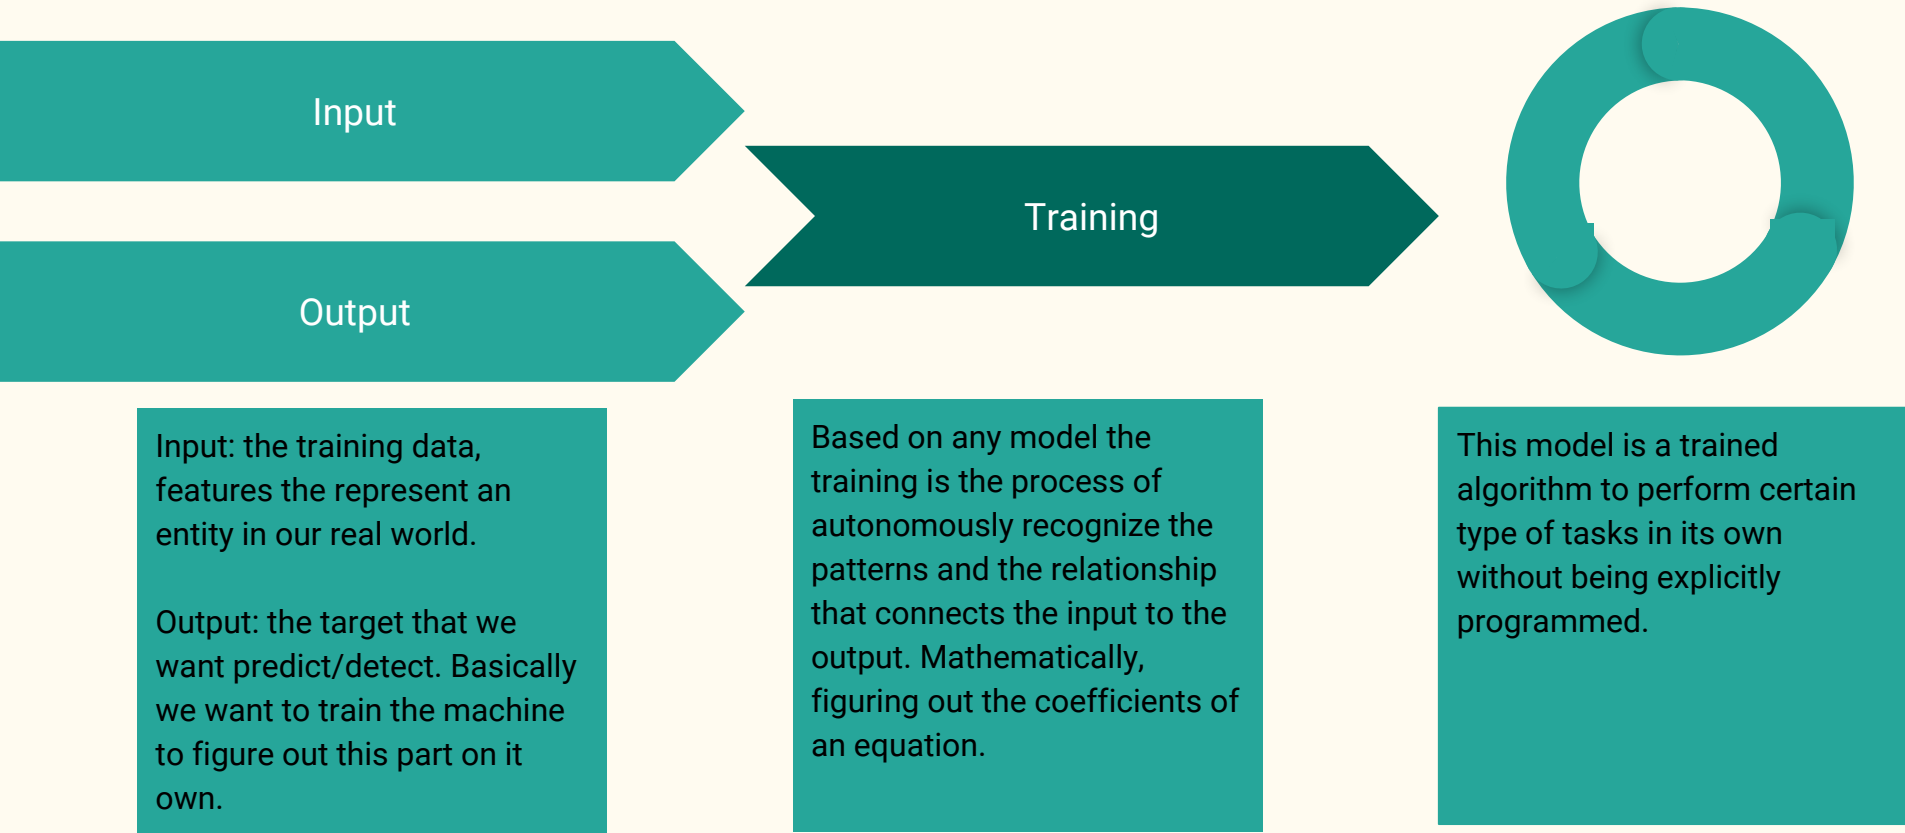 Input
Training
Output
Input: the training data,
features the represent an
entity in our real world.
Output: the target that we
want predict/detect. Basically
we want to train the machine
to figure out this part on it
own.
Based on any model the
training is the process of
autonomously recognize the
patterns and the relationship
that connects the input to the
output. Mathematically,
figuring out the coefficients of
an equation.
This model is a trained
algorithm to perform certain
type of tasks in its own
without being explicitly
programmed.